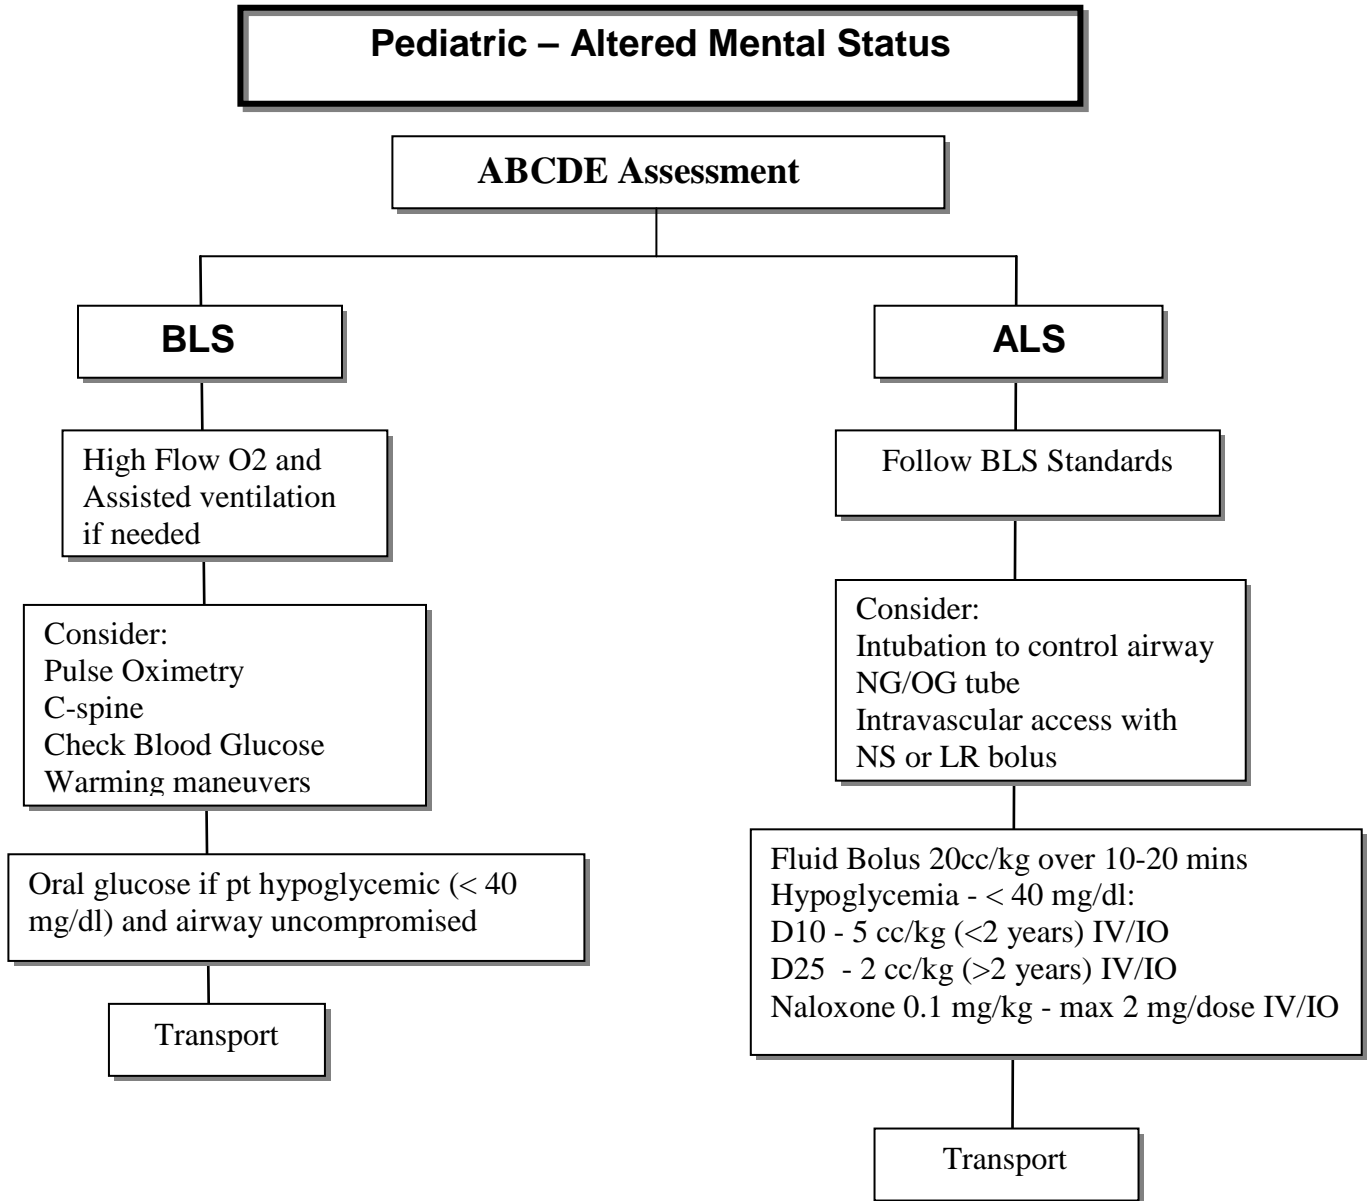 Pediatric – Altered Mental Status
ABCDE Assessment
BLS
High Flow O2 and
Assisted ventilation
if needed
Consider:
Pulse Oximetry
C-spine
Check Blood Glucose
Warming maneuvers
Oral glucose if pt hypoglycemic (< 40
mg/dl) and airway uncompromised
Transport
ALS
Follow BLS Standards
Consider:
Intubation to control airway
NG/OG tube
Intravascular access with
NS or LR bolus
Fluid Bolus 20cc/kg over 10-20 mins
Hypoglycemia - < 40 mg/dl:
D10 - 5 cc/kg (<2 years) IV/IO
D25  - 2 cc/kg (>2 years) IV/IO
Naloxone 0.1 mg/kg - max 2 mg/dose IV/IO
Transport